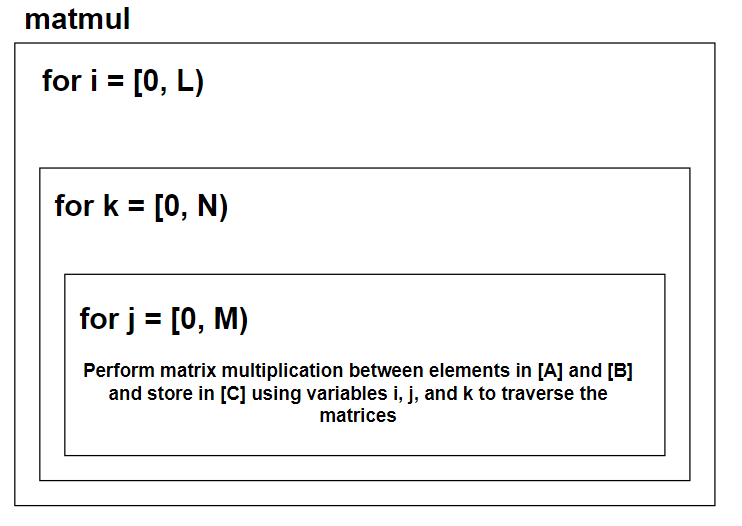 matmul
for i = [0, L)
for k = [0, N)
for j = [0, M)
Perform matrix multiplication between elements in [A] and [B]
and store in [C] using variables i, j, and k to traverse the
matrices